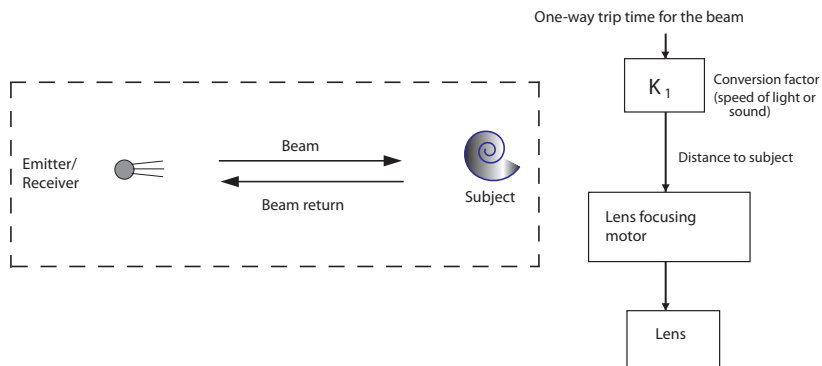 One-way trip time for the beam
K 1
Conversion factor
(speed of light or
sound)
Distance to subject
Lens focusing
motor
Lens
Emitter/
Receiver
Beam
Beam return
Subject